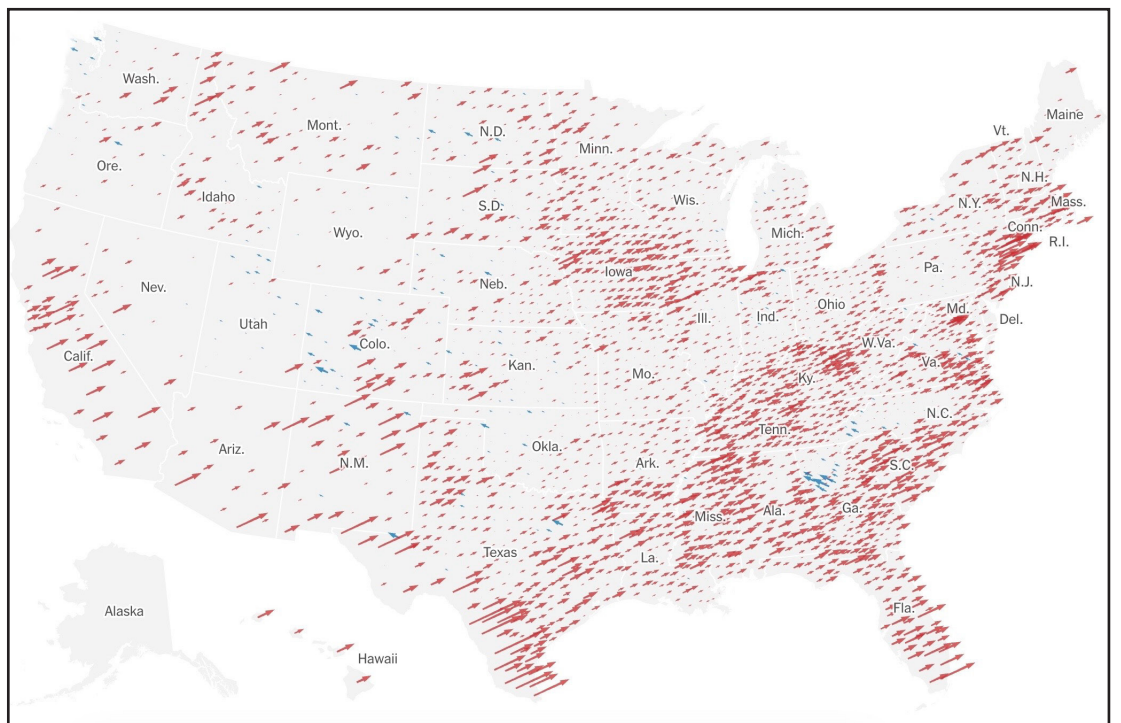 Wash.
Maine
Mont.
N.D.
Vt.
Minn.
Ore.
N.H.
Idaho
S.D.
Wis.
N.Y.
Mass.
Wyo.
Mich.
Conn.
R.I.
Pa.
Iowa
Nev.
Neb.
N.J.
Ohio
Md.
Utah
Ill.
Ind.
Del.
Colo.
W.Va.
Calif.
Kan.
Va.
Mo.
Ky.
N.C.
Tenn.
Ariz.
Okla.
N.M.
Ark.
S.C.
Miss.
Ala.
Ga.
Texas
La.
Alaska
Fla.
Hawaii